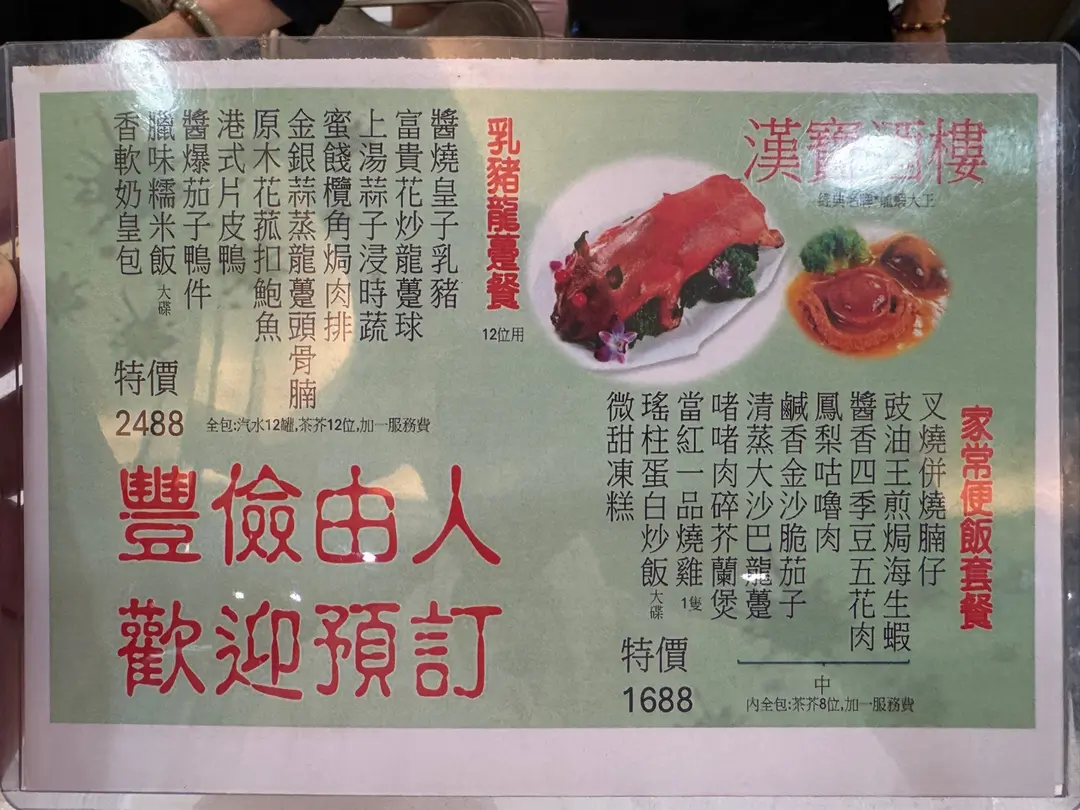 漢寶酒樓
家常便飯套餐
叉燒併燒腩仔
豉油王煎焗海生蝦
醬香四季豆五花肉
鳳梨咕嚕肉
鹹香金沙脆茄子
清蒸大沙巴龍躉
啫啫肉碎芥蘭煲
當紅一品燒雞 1隻
瑤柱蛋白炒飯 大碟
微甜凍糕
中
特價
1688
內全包:茶芥8位,加一服務費
乳豬龍躉餐
12位用
醬燒皇子乳豬
富貴花炒龍躉球
上湯蒜子浸時蔬
蜜餞欖角焗肉排
金銀蒜蒸龍躉頭骨腩
原木花菰扣鮑魚
港式片皮鴨
醬爆茄子鴨件
臘味糯米飯 大碟
香軟奶皇包
特價
2488
全包:汽水12罐,茶芥12位,加一服務費
豐儉由人
歡迎預訂